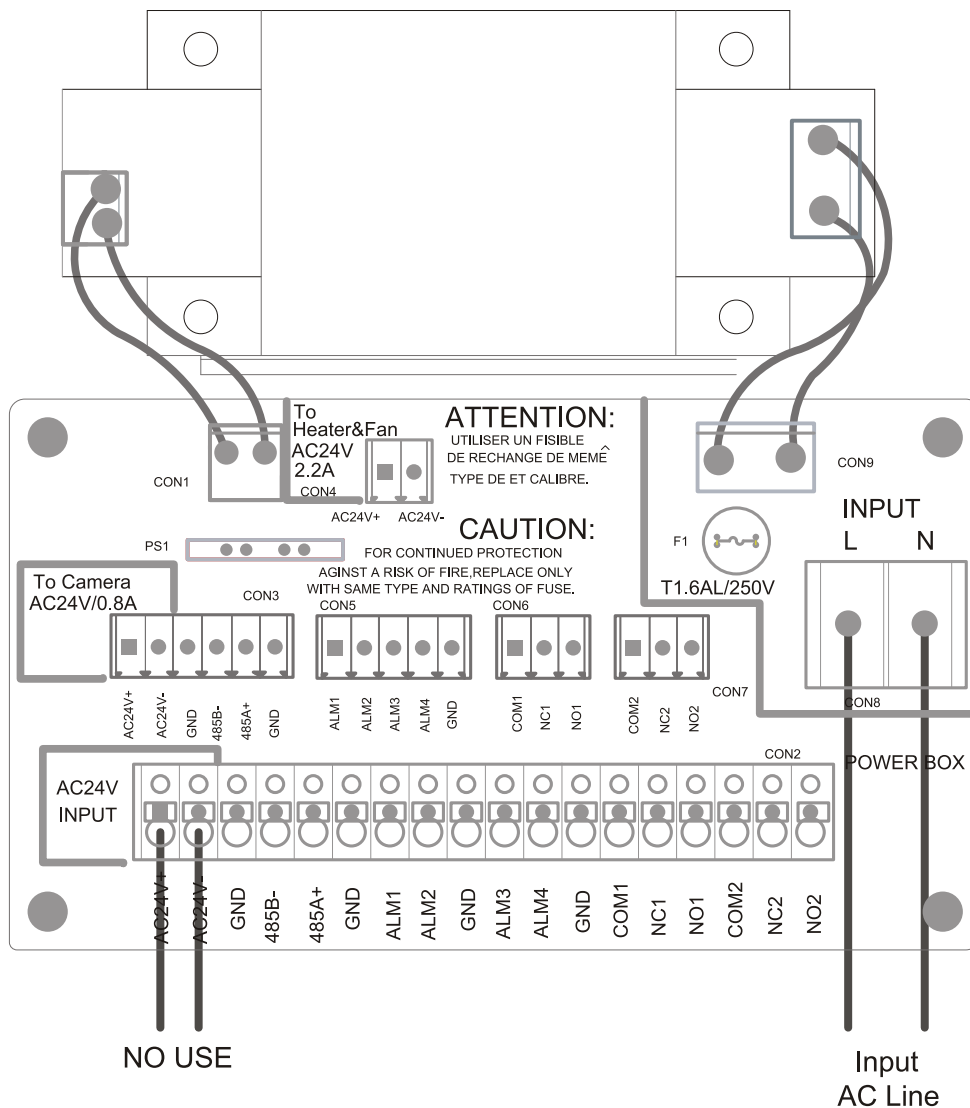 To
Heater&Fan
AC24V
2.2A
CON4
AC24V+ AC24V-
ATTENTION:
UTILISER UN FISIBLE
DE RECHANGE DE MEMÊ
TYPE DE ET CALIBRE.
CON1
CON9
INPUT
L N
PS1
CAUTION:
FOR CONTINUED PROTECTION
AGINST A RISK OF FIRE,REPLACE ONLY
WITH SAME TYPE AND RATINGS OF FUSE.
F1
T1.6AL/250V
To Camera
AC24V/0.8A
CON3
CON5
CON6
CON7
CON8
AC24V+ AC24V- GND 485B- 485A+ GND
ALM1 ALM2 ALM3 ALM4 GND
COM1 NC1 NO1
COM2 NC2 NO2
POWER BOX
CON2
AC24V
INPUT
AC24V+ AC24V- GND 485B- 485A+ GND ALM1 ALM2 GND ALM3 ALM4 GND COM1 NC1 NO1 COM2 NC2 NO2
NO USE
Input
AC Line